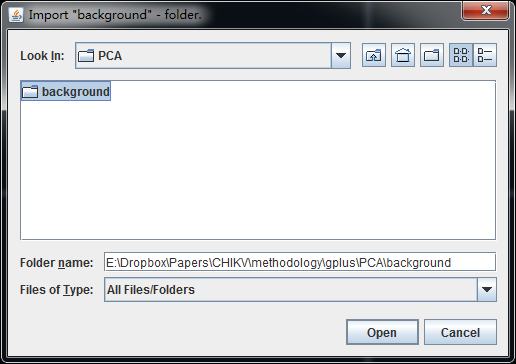 Import "background" - folder.
Look In: PCA
background
Folder name: E:\Dropbox\Papers\CHIKV\methodology\gplus\PCA\background
Files of Type: All Files/Folders
Open Cancel